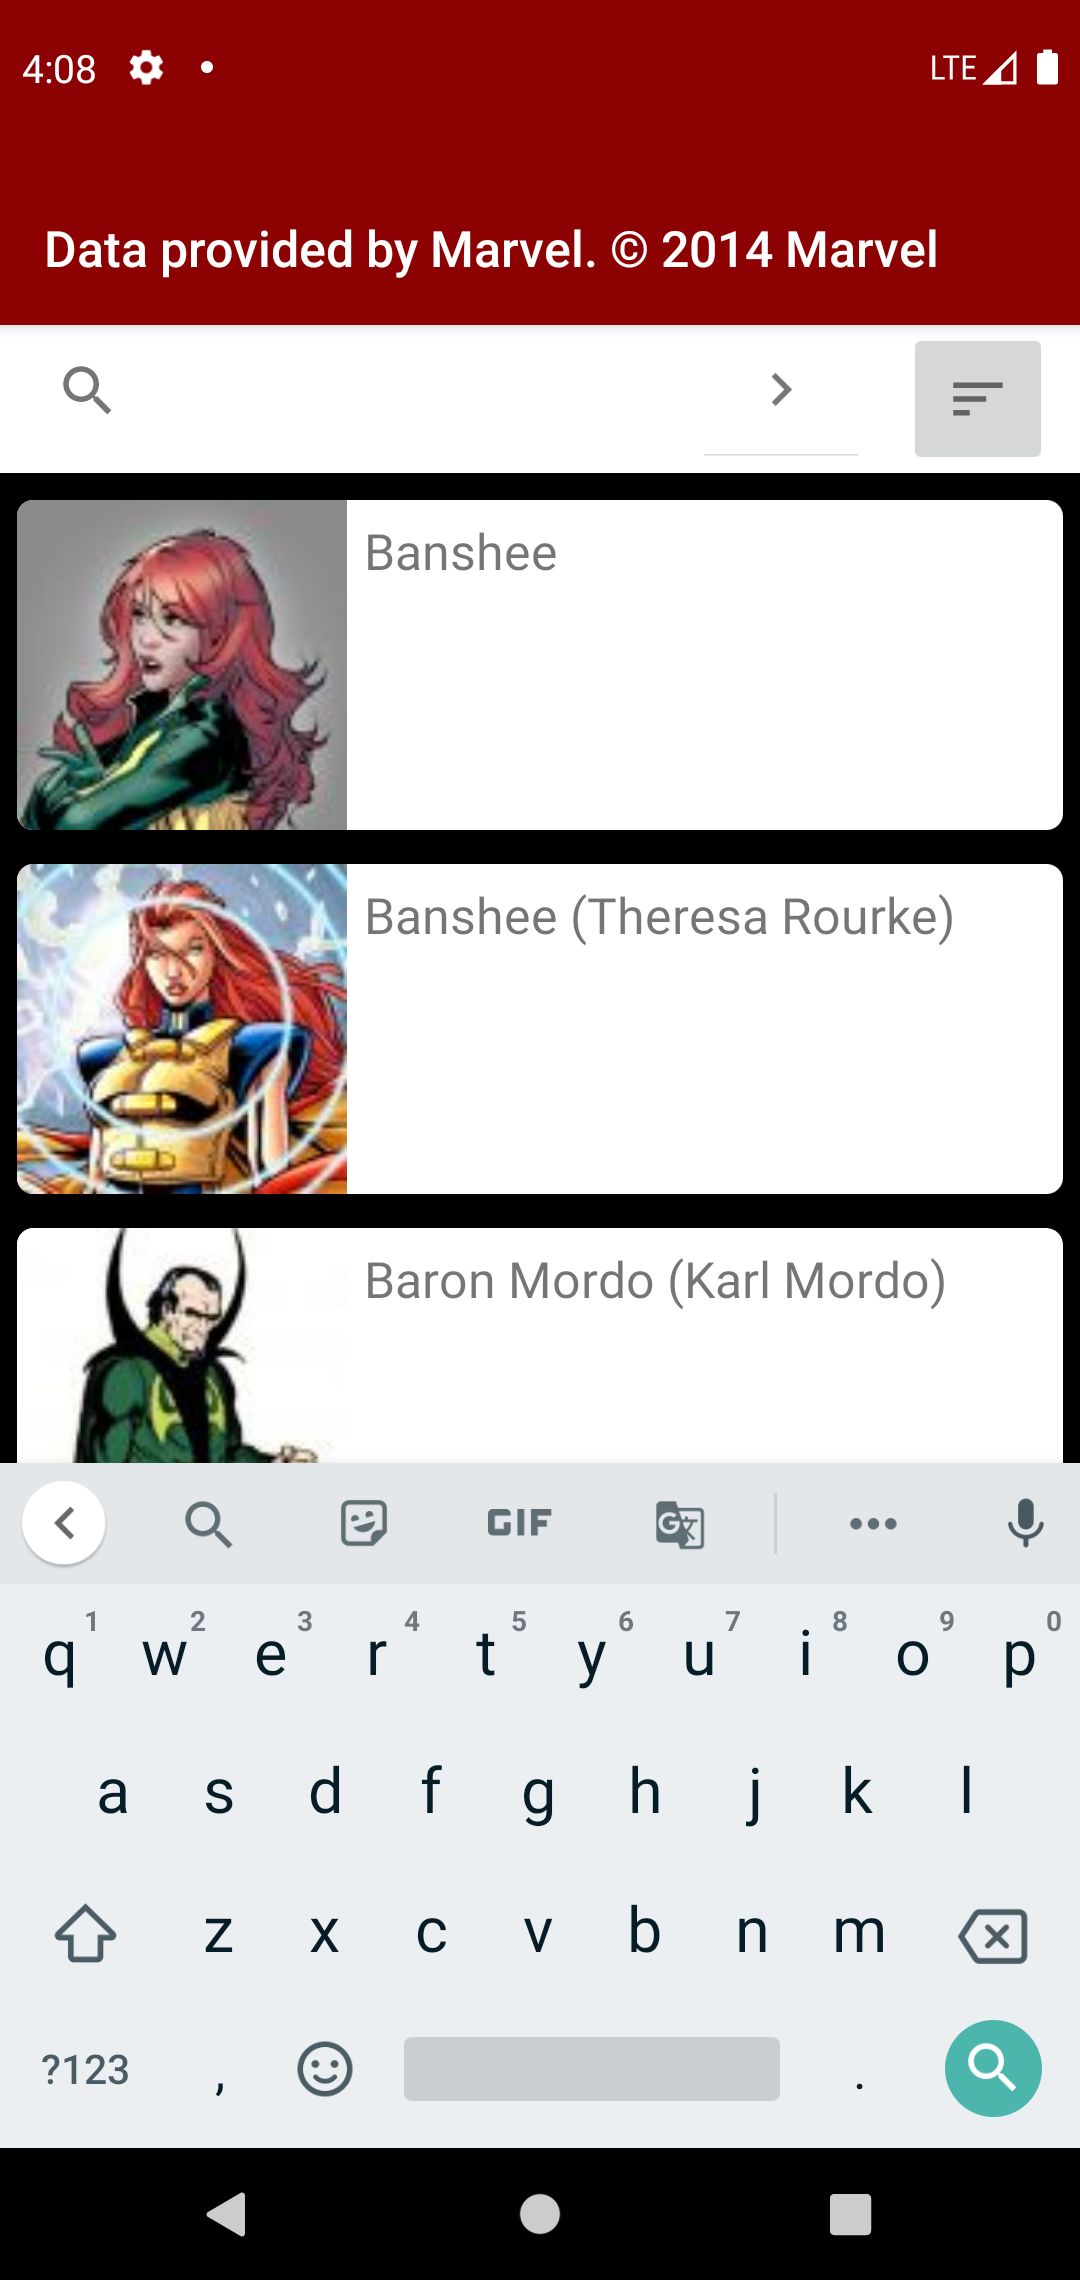 4:08 LTE
Data provided by Marvel. © 2014 Marvel
Banshee
Banshee (Theresa Rourke)
Baron Mordo (Karl Mordo)
GIF
1 2 3 4 5 6 7 8 9 0
q w e r t y u i o p
a s d f g h j k l
z x c v b n m
?123 , .